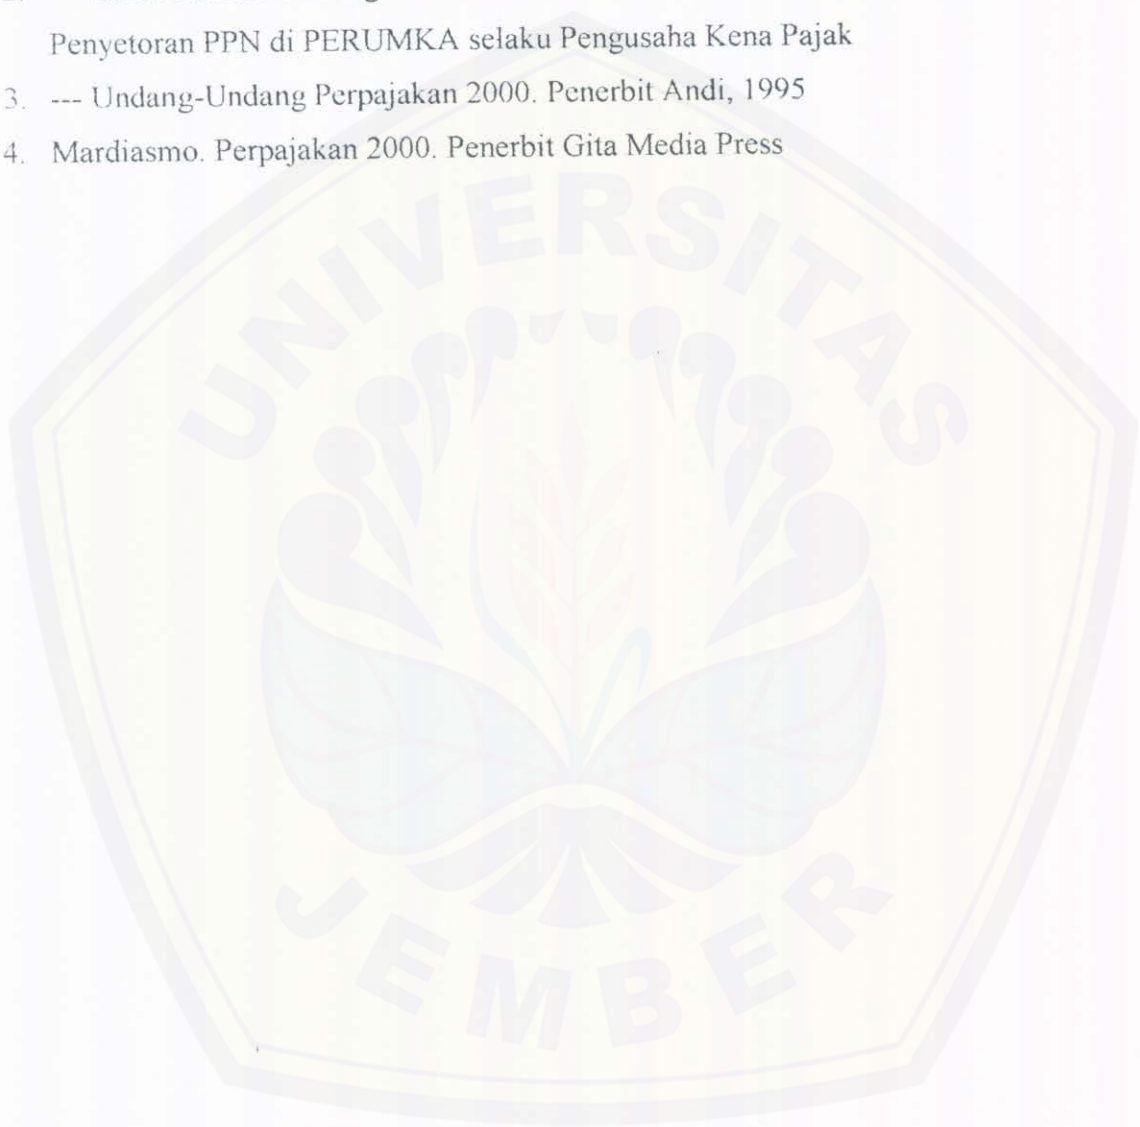 Penyetoran PPN di PERUMKA selaku Pengusaha Kena Pajak
3. --- Undang-Undang Perpajakan 2000. Penerbit Andi, 1995
4. Mardiasmo. Perpajakan 2000. Penerbit Gita Media Press
UNIVERSITAS
JEMBER